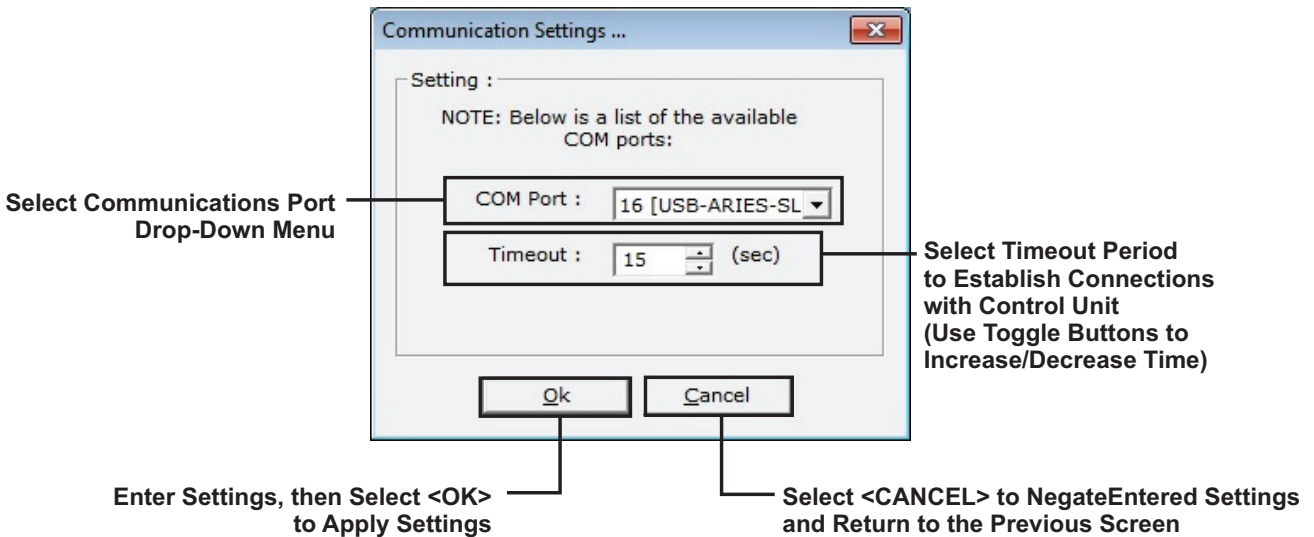 Communication Settings ...
Setting :
NOTE: Below is a list of the available
COM ports:
Select Communications Port
Drop-Down Menu
COM Port :
16 [USB-ARIES-SL
Timeout :
15
(sec)
Select Timeout Period
to Establish Connections
with Control Unit
(Use Toggle Buttons to
Increase/Decrease Time)
Ok
Cancel
Enter Settings, then Select <OK>
to Apply Settings
Select <CANCEL> to NegateEntered Settings
and Return to the Previous Screen